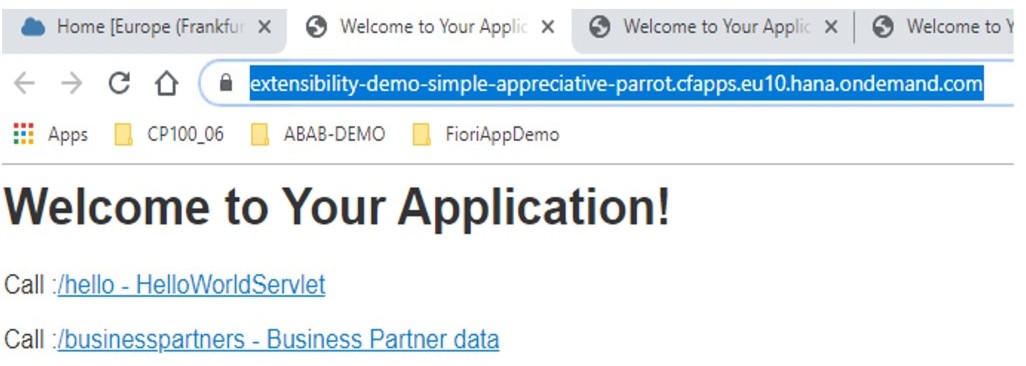 Home [Europe (Frankfur
Welcome to Your Applic
Welcome to Your Applic
Welcome to Y
extensibility-demo-simple-appreciative-parrot.cfapps.eu10.hana.ondemand.com
Apps CP100_06 ABAB-DEMO FioriAppDemo
Welcome to Your Application!
Call :/hello - HelloWorldServlet
Call :/businesspartners - Business Partner data